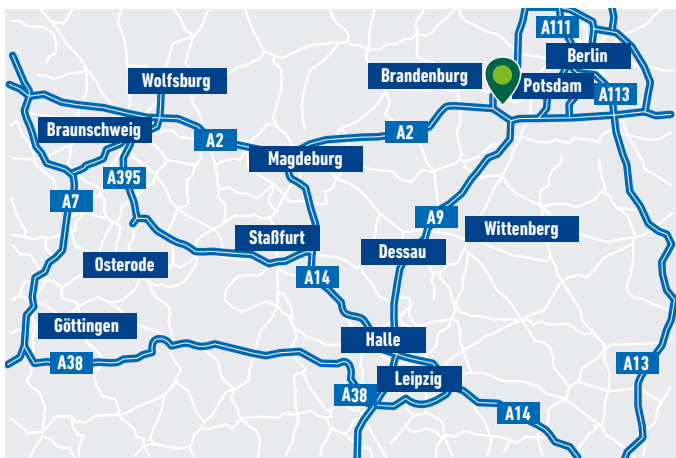 A111
Berlin
Brandenburg
Wolfsburg
Potsdam
A113
Braunschweig
A2
A2
Magdeburg
A395
A7
A9
Wittenberg
Staßfurt
Dessau
Osterode
A14
Göttingen
Halle
A38
A13
Leipzig
A38
A14